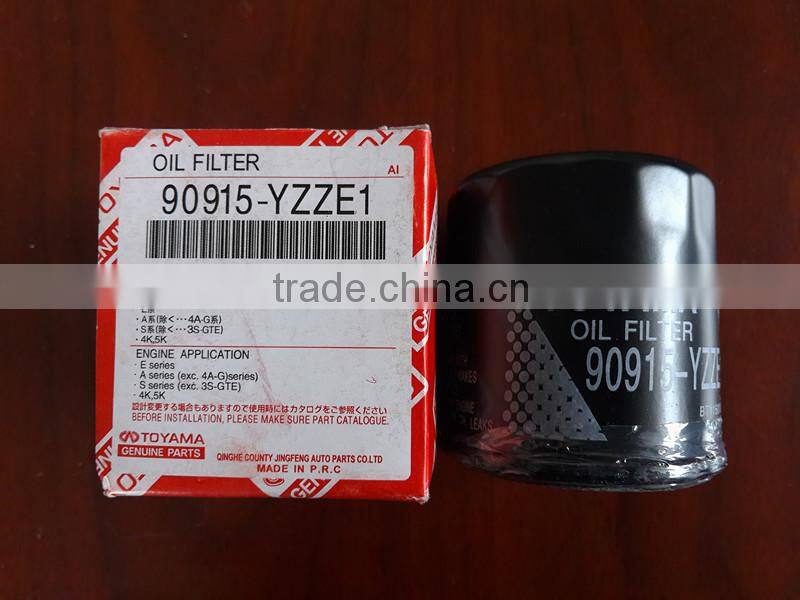 OIL FILTER
AI
90915-YZZE1
trade.china.cn
・A系(除く…4A-G系)
・S系(除く…3S-GTE)
・4K,5K
ENGINE APPLICATION
・E series
・A series (exc. 4A-G)series)
・S series (exc. 3S-GTE)
・4K,5K
設計変更する場合もありますので使用時にはカタログをご参照ください
BEFORE INSTALLATION, PLEASE MAKE SURE PART CATALOGUE.
TOYAMA
GENUINE PARTS
QINGHE COUNTY JINGFENG AUTO PARTS CO.LTD
MADE IN P.R.C
OIL FILTER
90915-YZZE
LEAKS